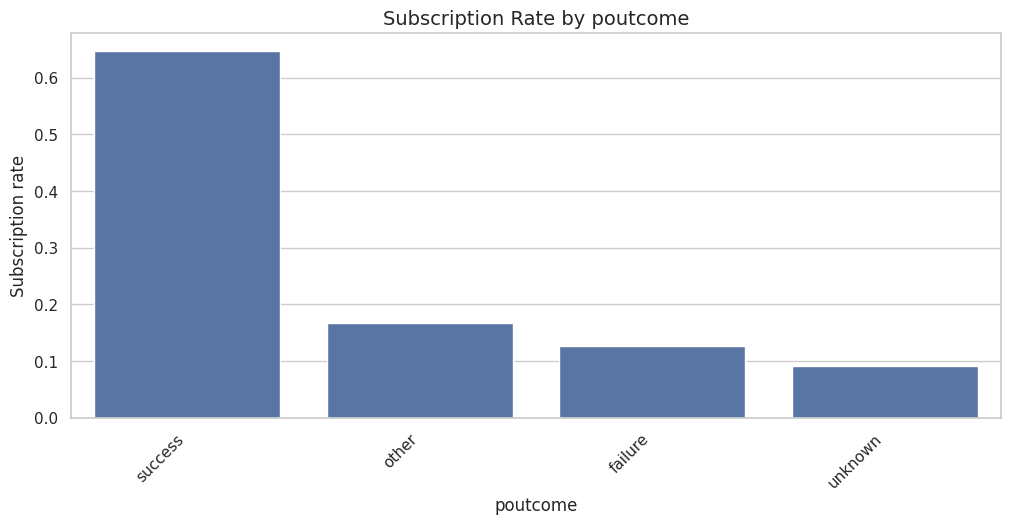 Subscription Rate by poutcome
Subscription rate
0.6
0.5
0.4
0.3
0.2
0.1
0.0
success
other
failure
unknown
poutcome